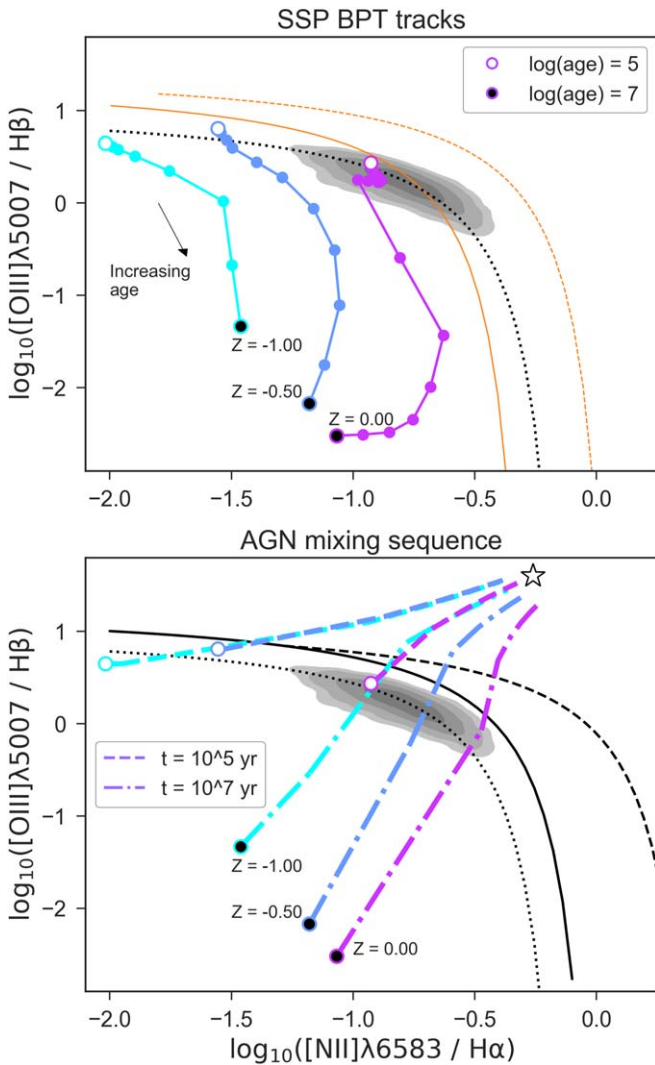 SSP BPT tracks
log(age) = 5
log(age) = 7
1
0
−1
−2
log₁₀([OIII]λ5007 / Hβ)
Increasing
age
Z = -1.00
Z = -0.50
Z = 0.00
−2.0
−1.5
−1.0
−0.5
0.0
AGN mixing sequence
1
0
−1
−2
log₁₀([OIII]λ5007 / Hβ)
t = 10^5 yr
t = 10^7 yr
Z = -1.00
Z = -0.50
Z = 0.00
−2.0
−1.5
−1.0
−0.5
0.0
log₁₀([NII]λ6583 / Hα)